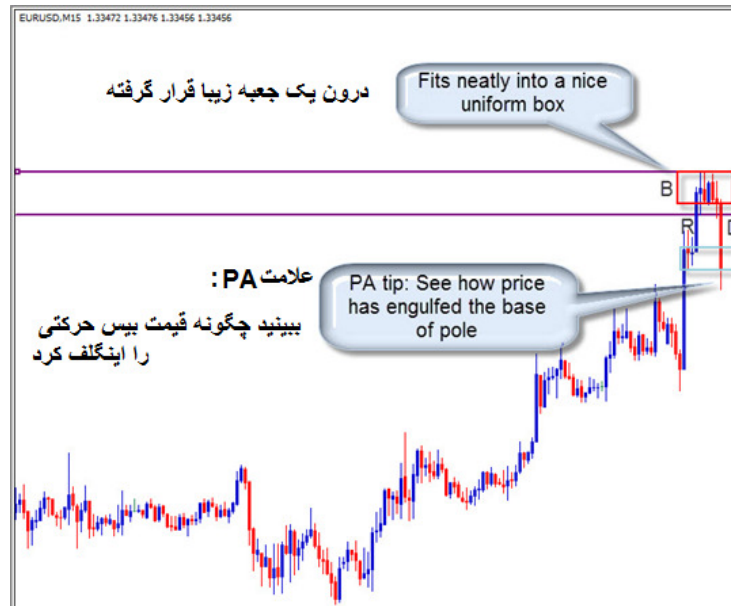 EURUSD,M15 1.33472 1.33476 1.33456 1.33456
درون یک جعبه زیبا قرار گرفته
Fits neatly into a nice
uniform box
B
R
علامت PA :
PA tip: See how price
has engulfed the base
of pole
ببینید چگونه قیمت بیس حرکتی
را اینگلف کرد